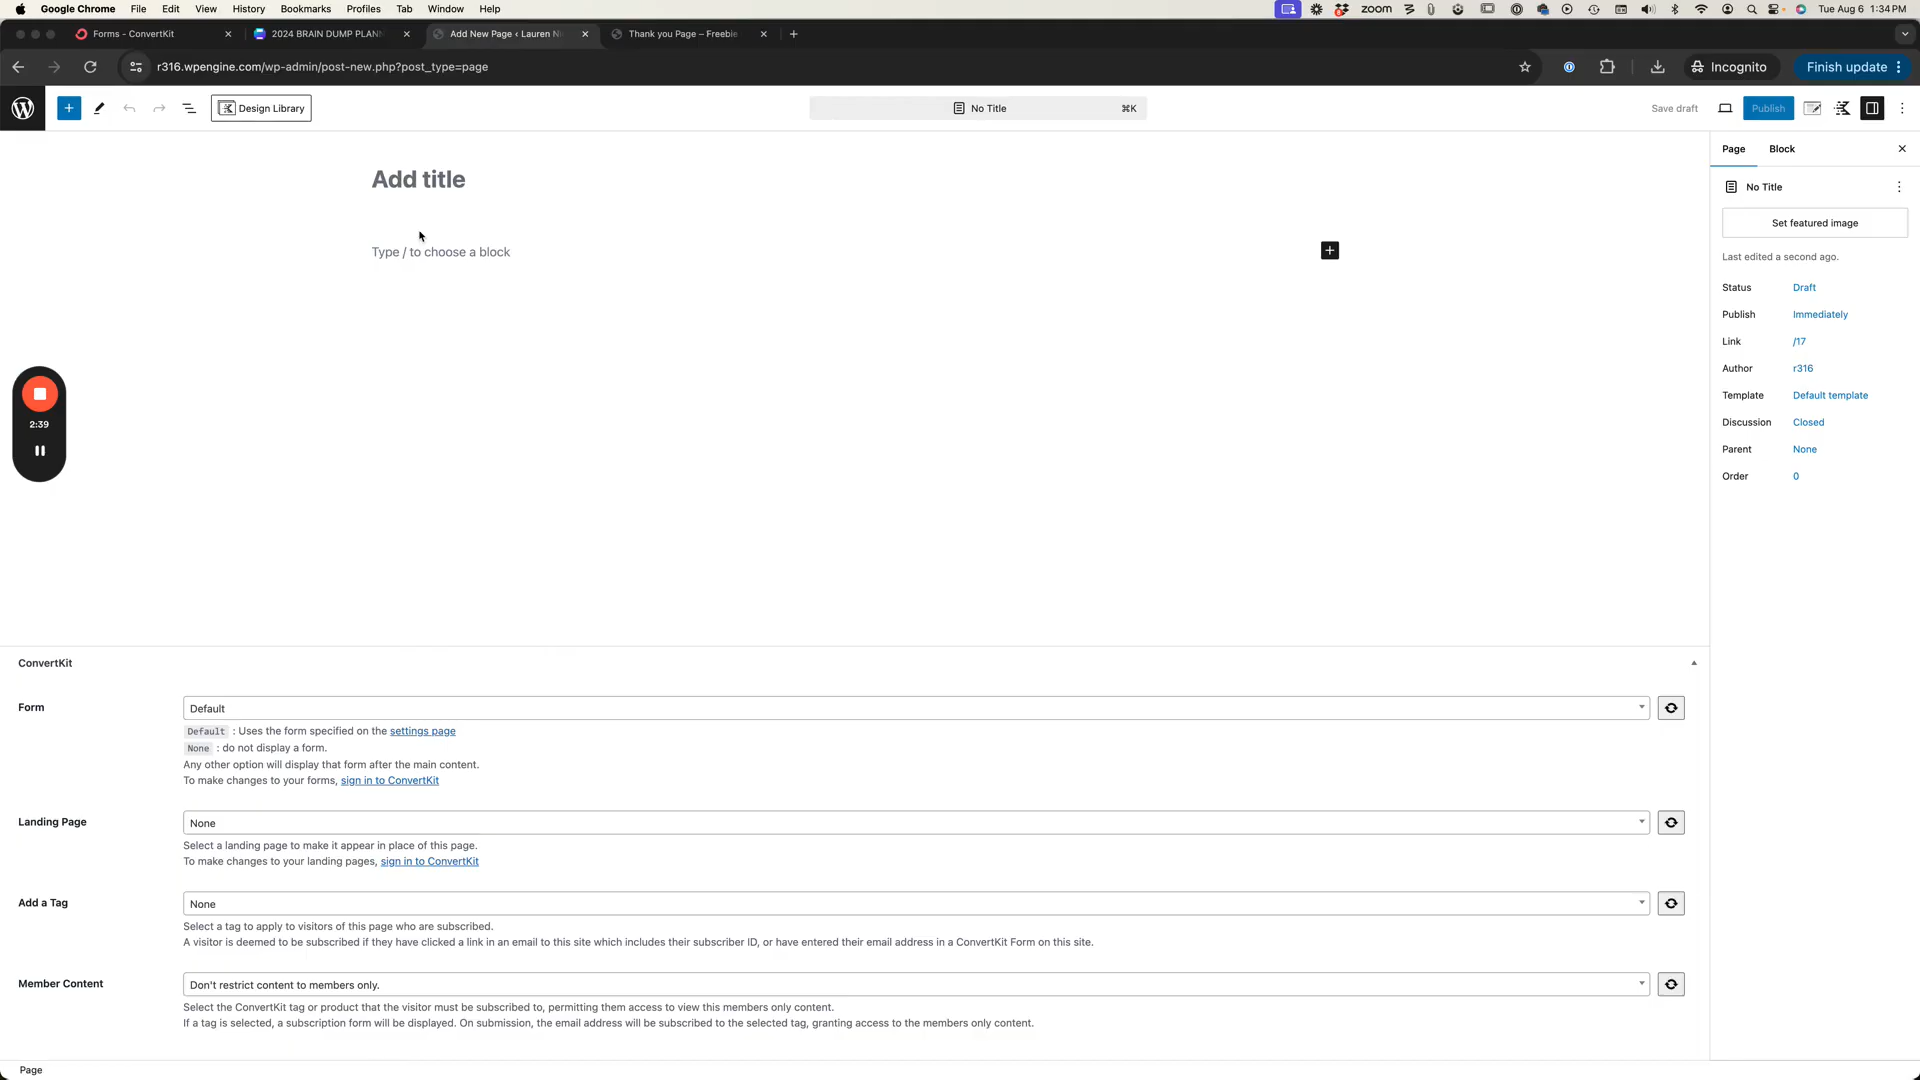 Google Chrome File Edit View History Bookmarks Profiles Tab Window Help zoom Tue Aug 6 1:34 PM
Forms - ConvertKit 2024 BRAIN DUMP PLANN Add New Page ‹ Lauren Ni Thank you Page – Freebie
r316.wpengine.com/wp-admin/post-new.php?post_type=page Incognito Finish update
Design Library No Title ⌘K Save draft Publish
Page Block
Add title
No Title
Set featured image
Type / to choose a block
Last edited a second ago.
Status Draft
Publish Immediately
Link /17
Author r316
Template Default template
Discussion Closed
Parent None
Order 0
2:39
ConvertKit
Form Default
Default : Uses the form specified on the settings page
None : do not display a form.
Any other option will display that form after the main content.
To make changes to your forms, sign in to ConvertKit
Landing Page None
Select a landing page to make it appear in place of this page.
To make changes to your landing pages, sign in to ConvertKit
Add a Tag None
Select a tag to apply to visitors of this page who are subscribed.
A visitor is deemed to be subscribed if they have clicked a link in an email to this site which includes their subscriber ID, or have entered their email address in a ConvertKit Form on this site.
Member Content Don't restrict content to members only.
Select the ConvertKit tag or product that the visitor must be subscribed to, permitting them access to view this members only content.
If a tag is selected, a subscription form will be displayed. On submission, the email address will be subscribed to the selected tag, granting access to the members only content.
Page